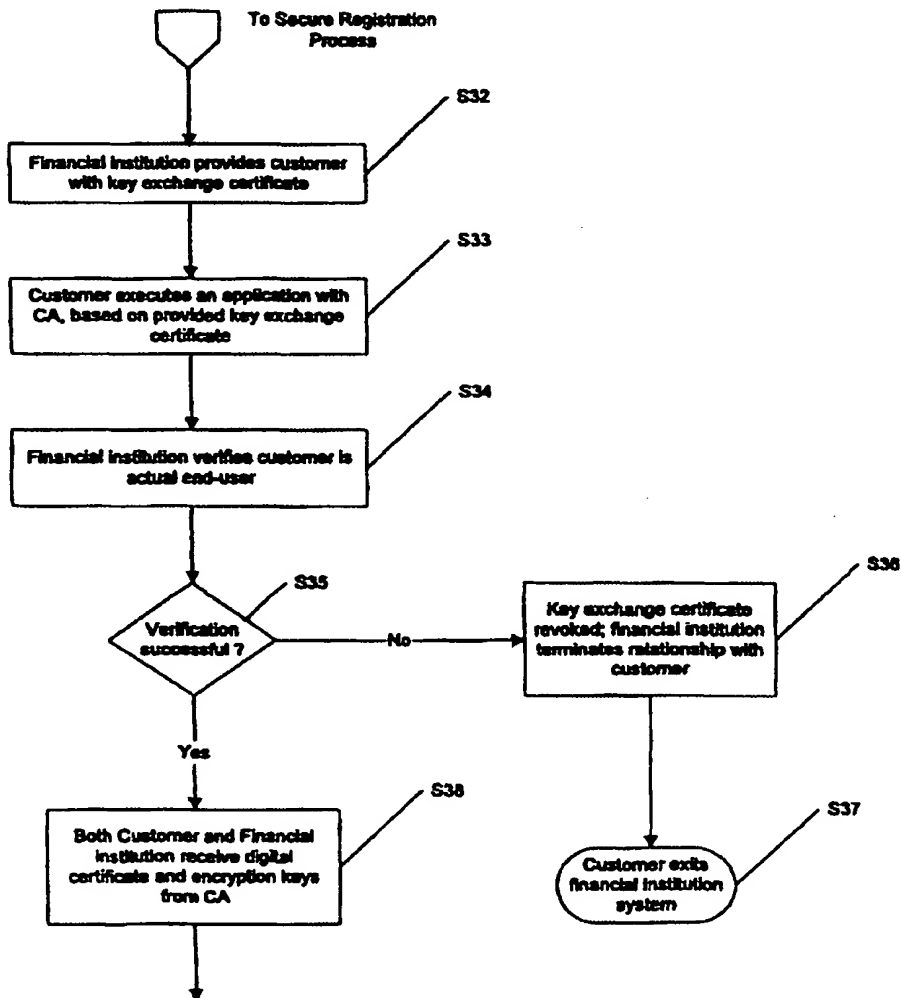 To Secure Registration
Process
S32
Financial institution provides customer
with key exchange certificate
S33
Customer executes an application with
CA, based on provided key exchange
certificate
S34
Financial institution verifies customer is
actual end-user
S35
Verification
successful ?
No
S36
Key exchange certificate
revoked; financial institution
terminates relationship with
customer
Yes
S38
Both Customer and Financial
institution receive digital
certificate and encryption keys
from CA
S37
Customer exits
financial institution
system